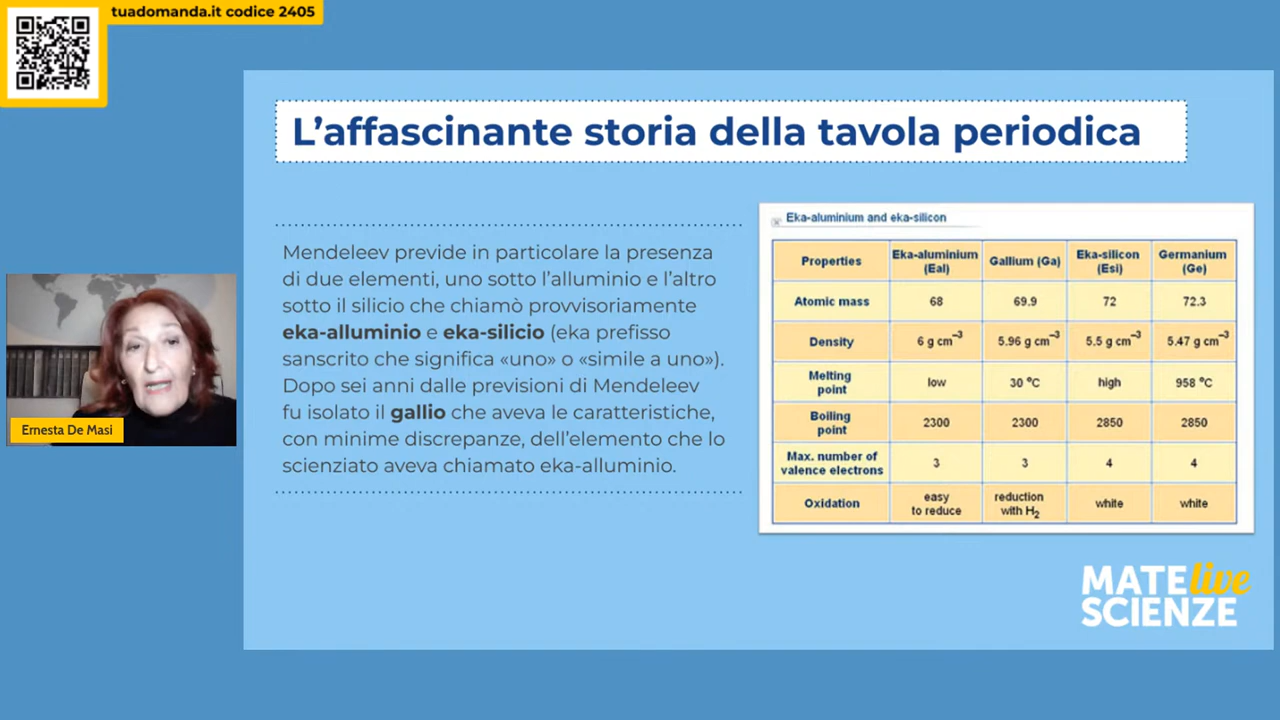 tuadomanda.it codice 2405
L'affascinante storia della tavola periodica
Mendeleev previde in particolare la presenza
di due elementi, uno sotto l'alluminio e l'altro
sotto il silicio che chiamò provvisoriamente
eka-alluminio e eka-silicio (eka prefisso
sanscrito che significa «uno» o «simile a uno»).
Dopo sei anni dalle previsioni di Mendeleev
fu isolato il gallio che aveva le caratteristiche,
con minime discrepanze, dell'elemento che lo
scienziato aveva chiamato eka-alluminio.
Eka-aluminium and eka-silicon
Properties Eka-aluminium (Eal) Gallium (Ga) Eka-silicon (Esi) Germanium (Ge)
Atomic mass 68 69.9 72 72.3
Density 6 g cm⁻³ 5.96 g cm⁻³ 5.5 g cm⁻³ 5.47 g cm⁻³
Melting point low 30 °C high 958 °C
Boiling point 2300 2300 2850 2850
Max. number of valence electrons 3 3 4 4
Oxidation easy to reduce reduction with H₂ white white
Ernesta De Masi
MATE live
SCIENZE